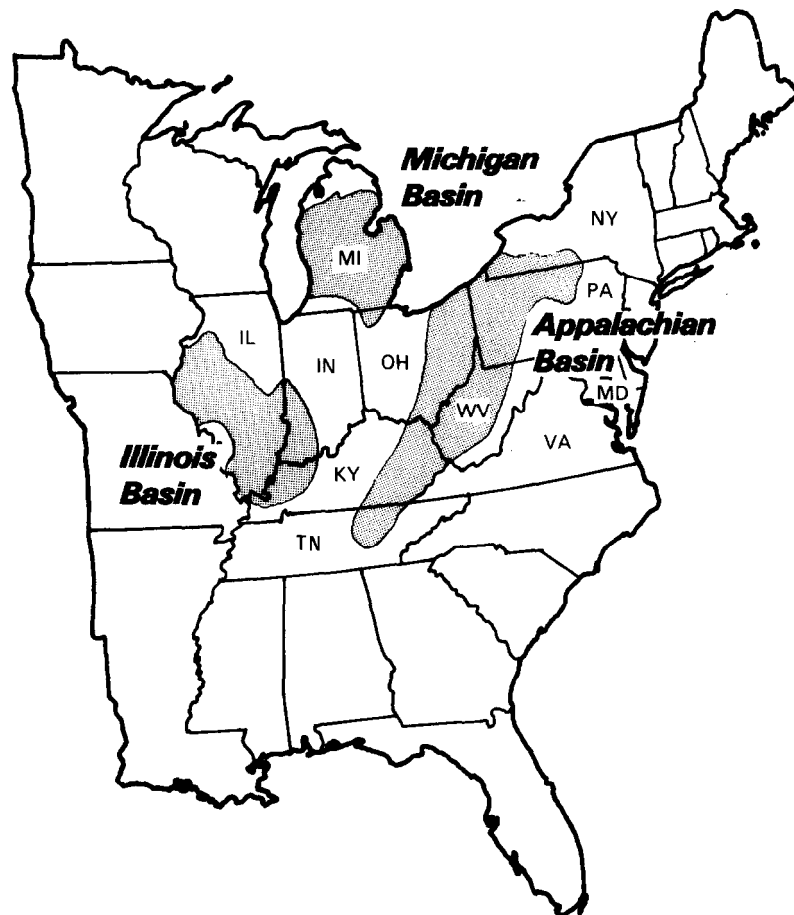 Michigan
Basin
NY
MI
PA
Appalachian
Basin
IL
IN
OH
MD
WV
VA
Illinois
Basin
KY
TN